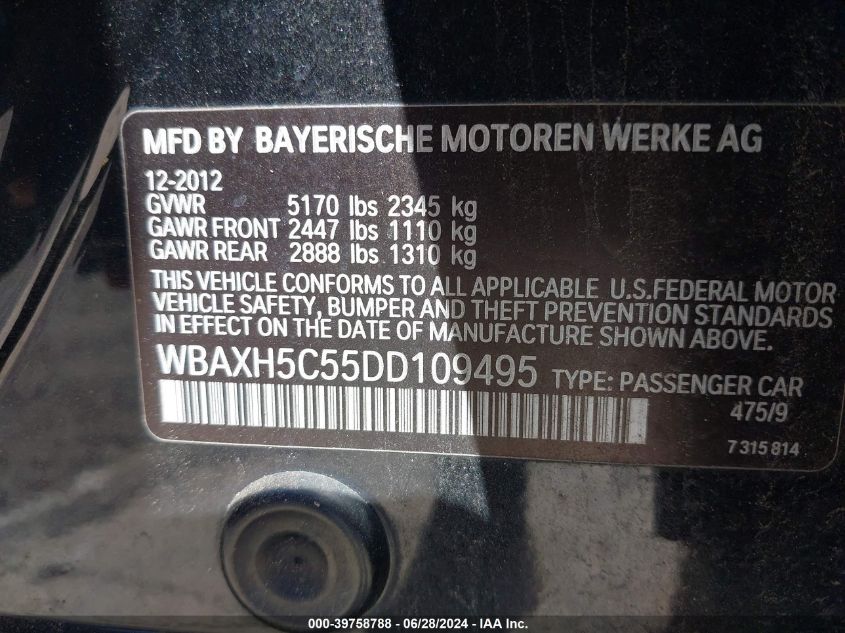 MFD BY BAYERISCHE MOTOREN WERKE AG
12-2012
GVWR 5170 lbs 2345 kg
GAWR FRONT 2447 lbs 1110 kg
GAWR REAR 2888 lbs 1310 kg
THIS VEHICLE CONFORMS TO ALL APPLICABLE U.S.FEDERAL MOTOR
VEHICLE SAFETY, BUMPER AND THEFT PREVENTION STANDARDS
IN EFFECT ON THE DATE OF MANUFACTURE SHOWN ABOVE.
WBAXH5C55DD109495 TYPE: PASSENGER CAR
475/9
7 315 814
000-39758788 - 06/28/2024 - IAA Inc.